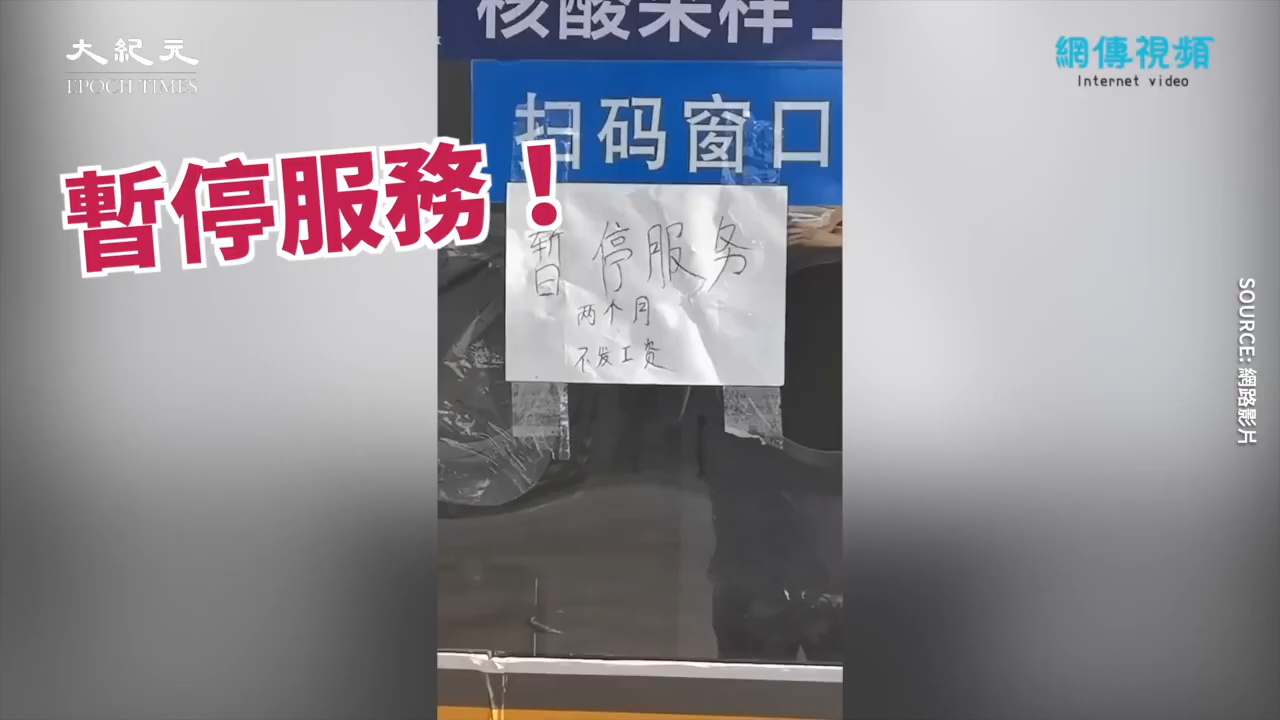 大紀元
EPOCH TIMES
網傳視頻
Internet video
核酸采样
扫码窗口
暫停服務！
暂停服务
两个月
不发工资
SOURCE: 網路影片